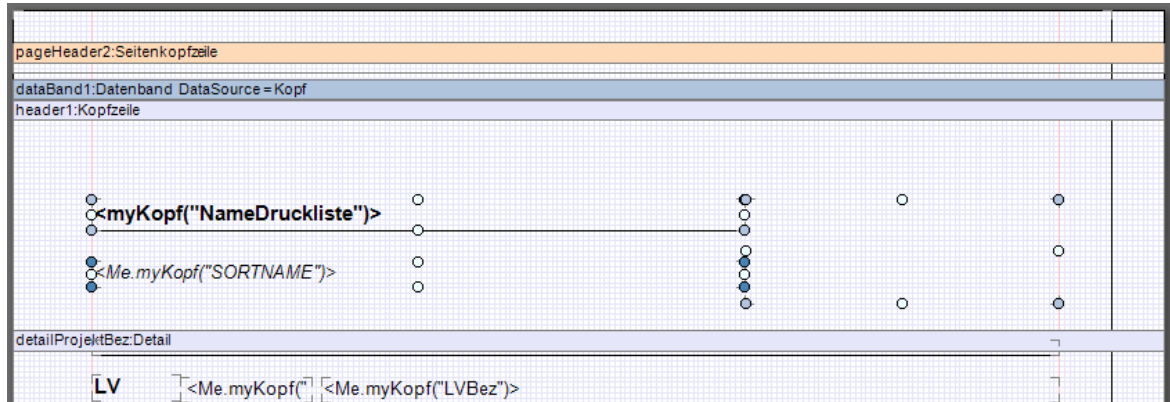 pageHeader2:Seitenkopfzeile
dataBand1:Datenband DataSource=Kopf
header1:Kopfzeile
<myKopf("NameDruckliste")>
<Me.myKopf("SORTNAME")>
detailProjektBez:Detail
LV <Me.myKopf(" <Me.myKopf("LVBez")>